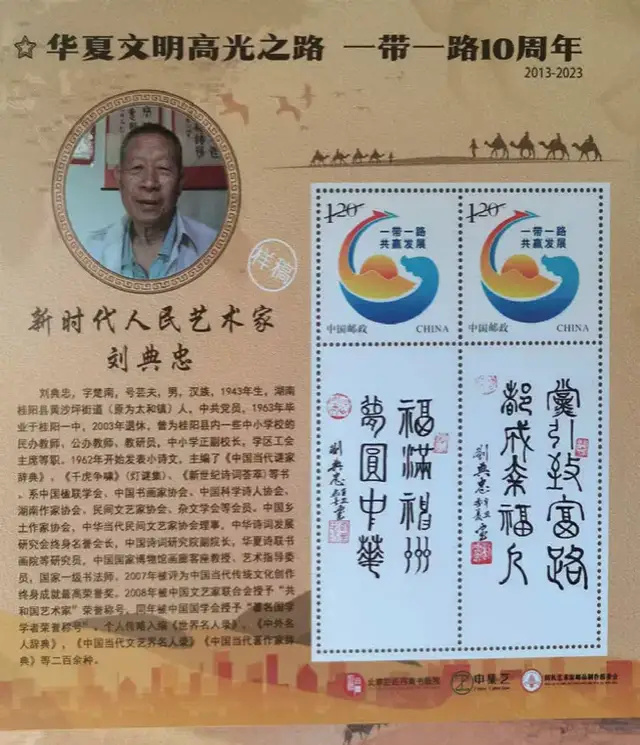 华夏文明高光之路 一带一路10周年
2013-2023
样稿
新时代人民艺术家
刘典忠
刘典忠，字楚南，号芸夫，男，汉族，1943年生，湖南
桂阳县黄沙坪街道（原为太和镇）人，中共党员，1963年毕
业于桂阳一中，2003年退休，曾为桂阳县内一些中小学校的
民办教师，公办教师、教研员，中小学正副校长，学区工会
主席等职。1962年开始发表小诗文，主编了《中国当代谜家
辞典》，《千虎争啸》（灯谜集）、《新世纪诗词荟萃》等书
，系中国楹联学会、中国书画家协会、中国科学诗人协会，
湖南作家协会，民间文艺家协会，杂文学会等会员。中国乡
土作家协会，中华当代民间文艺家协会理事，中华诗词发展
研究会终身名誉会长，中国诗词研究院副院长，华夏诗联书
画院等研究员，中国国家博物馆画廊客座教授、艺术指导委
员，国家一级书法师，2007年被评为中国当代传统文化创作
终身成就最高荣誉奖。2008年被中国文艺家联合会授予“共
和国艺术家”荣誉称号，同年被中国国学会授予“著名国学
学者荣誉称号”，个人传略入编《世界名人录》，《中外名
人辞典》，《中国当代文艺界名人录》《中国当代著作家辞
典》等二百余种。
1.20
一带一路
共赢发展
中国邮政 CHINA
1.20
一带一路
共赢发展
中国邮政 CHINA
福满神州
梦圆中华
刘典忠
党引致富路
都成幸福人
刘典忠
中星艺